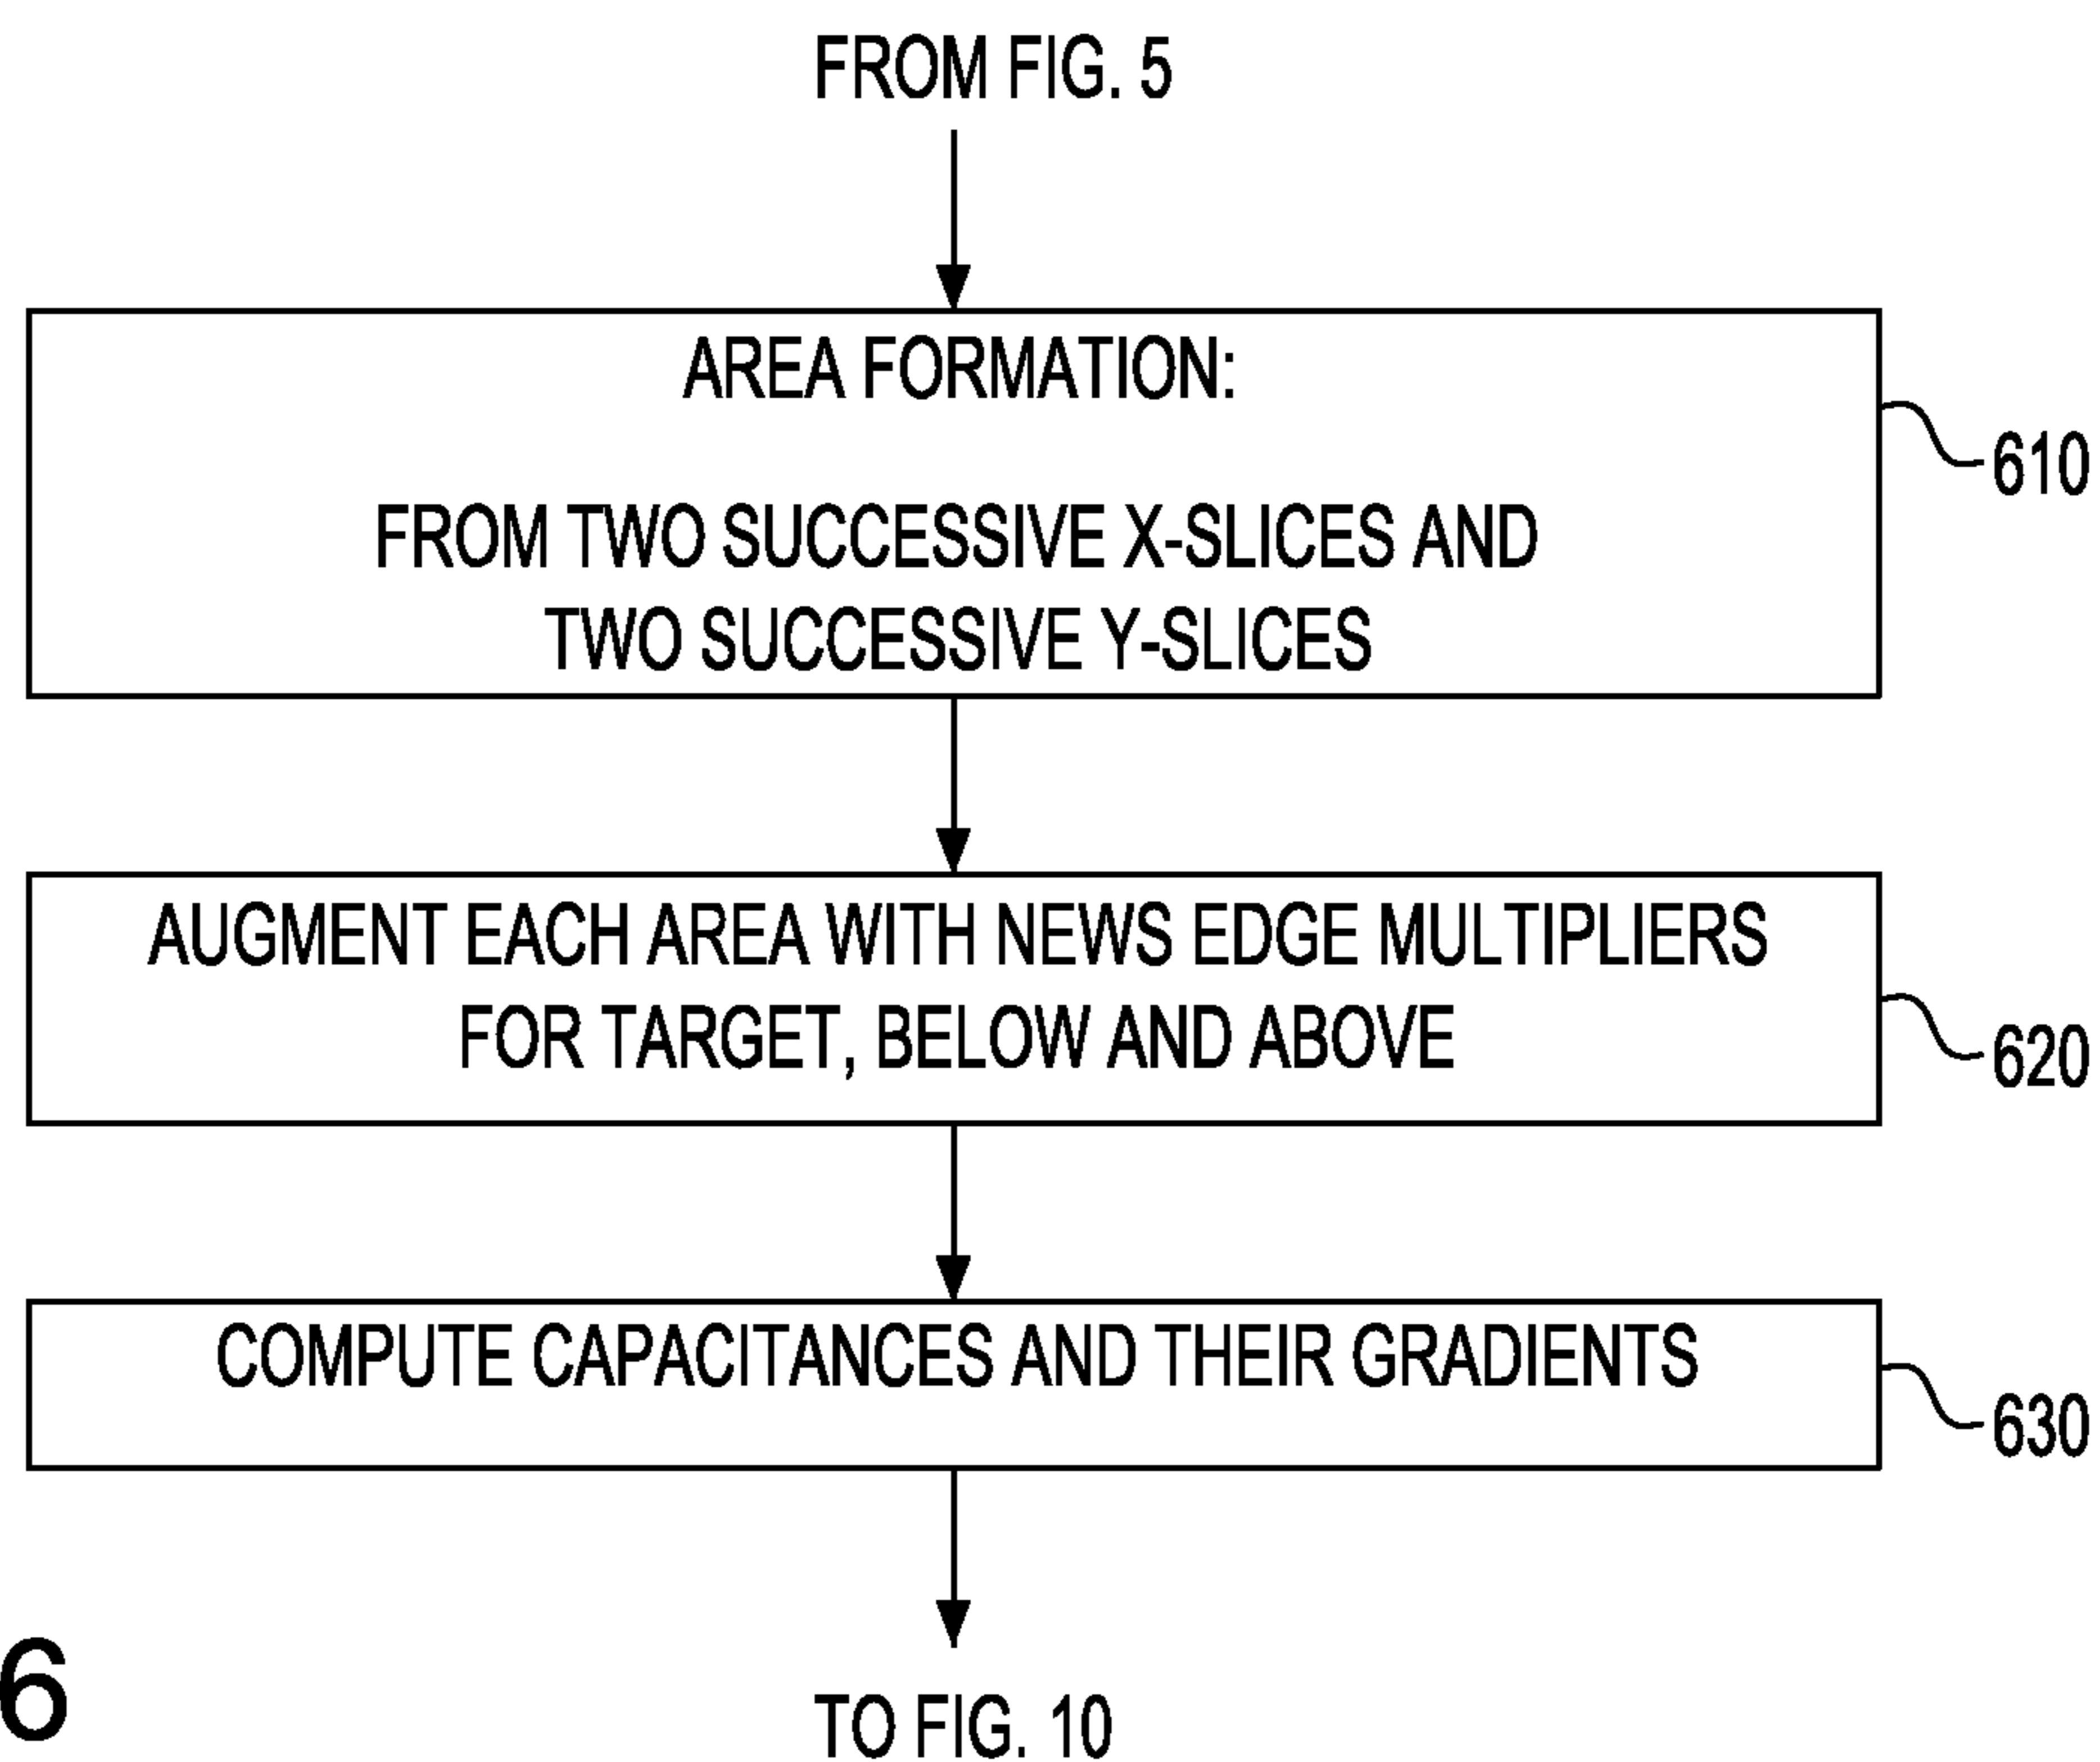 FROM FIG. 5
AREA FORMATION:
FROM TWO SUCCESSIVE X-SLICES AND
TWO SUCCESSIVE Y-SLICES
610
AUGMENT EACH AREA WITH NEWS EDGE MULTIPLIERS
FOR TARGET, BELOW AND ABOVE
620
COMPUTE CAPACITANCES AND THEIR GRADIENTS
630
6
TO FIG. 10